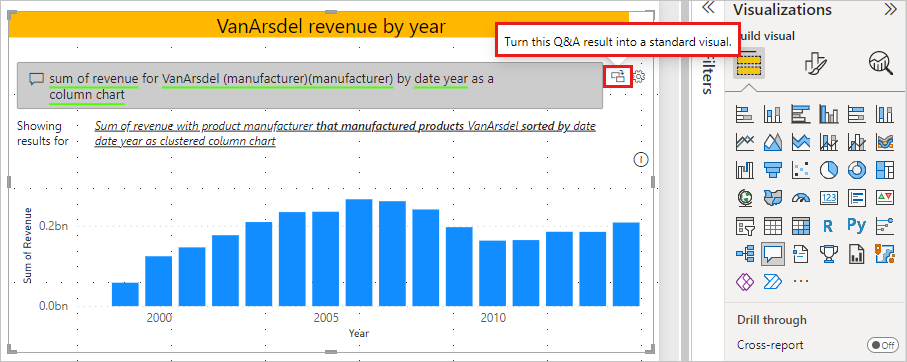 VanArsdel revenue by year
Turn this Q&A result into a standard visual.
sum of revenue for VanArsdel (manufacturer)(manufacturer) by date year as a
column chart
Showing
results for
Sum of revenue with product manufacturer that manufactured products VanArsdel sorted by date
date year as clustered column chart
Sum of Revenue
0.2bn
0.0bn
2000
2005
2010
Year
Filters
Visualizations
Build visual
123
R
Py
Drill through
Cross-report
Off